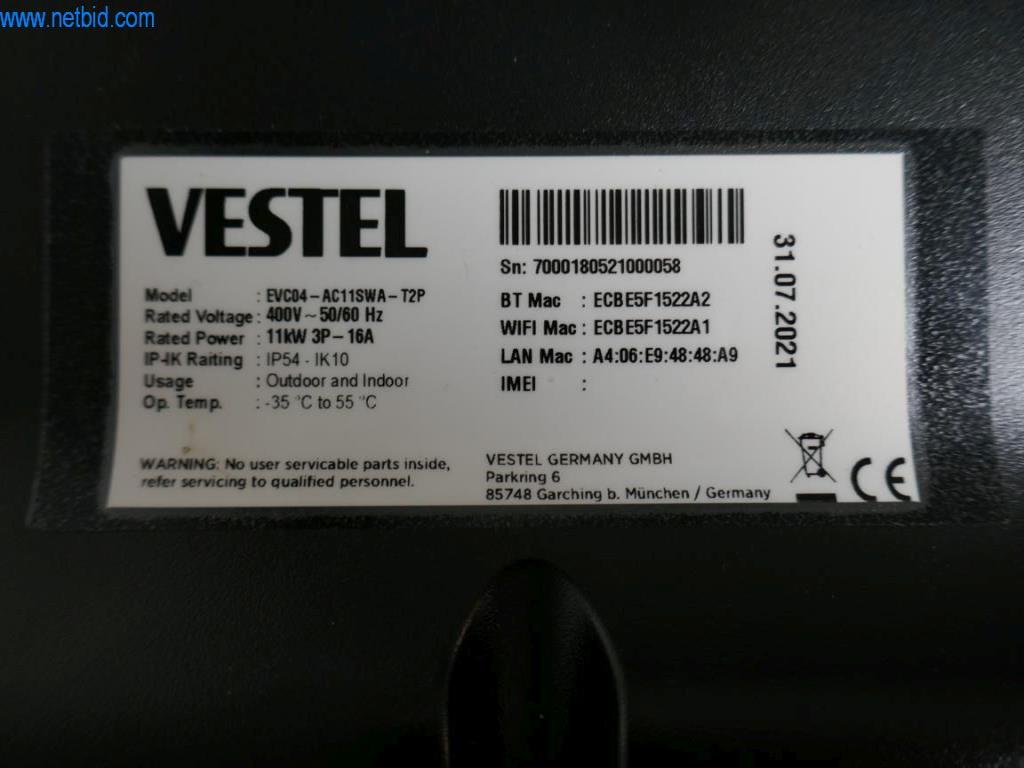 www.netbid.com
VESTEL
Model : EVC04-AC11SWA-T2P
Rated Voltage : 400V ~ 50/60 Hz
Rated Power : 11kW 3P-16A
IP-IK Raiting : IP54 - IK10
Usage : Outdoor and Indoor
Op. Temp. : -35 °C to 55 °C
WARNING: No user servicable parts inside,
refer servicing to qualified personnel.
Sn: 7000180521000058
BT Mac : ECBE5F1522A2
WIFI Mac : ECBE5F1522A1
LAN Mac : A4:06:E9:48:48:A9
IMEI :
VESTEL GERMANY GMBH
Parkring 6
85748 Garching b. München / Germany
31.07.2021
CE